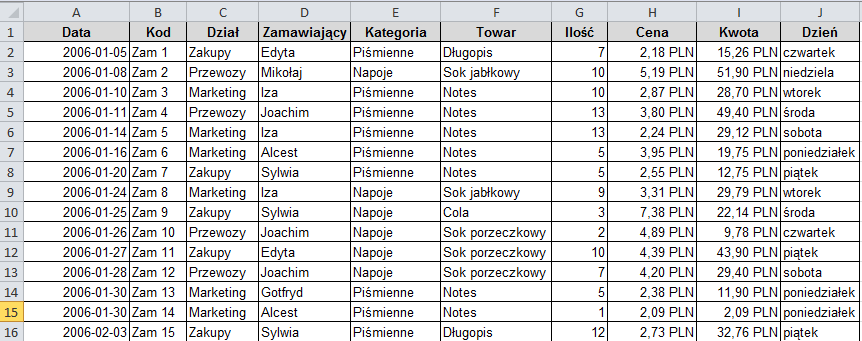 A B C D E F G H I J
1 Data Kod Dział Zamawiający Kategoria Towar Ilość Cena Kwota Dzień
2 2006-01-05 Zam 1 Zakupy Edyta Piśmienne Długopis 7 2,18 PLN 15,26 PLN czwartek
3 2006-01-08 Zam 2 Przewozy Mikołaj Napoje Sok jabłkowy 10 5,19 PLN 51,90 PLN niedziela
4 2006-01-10 Zam 3 Marketing Iza Piśmienne Notes 10 2,87 PLN 28,70 PLN wtorek
5 2006-01-11 Zam 4 Przewozy Joachim Piśmienne Notes 13 3,80 PLN 49,40 PLN środa
6 2006-01-14 Zam 5 Marketing Iza Piśmienne Notes 13 2,24 PLN 29,12 PLN sobota
7 2006-01-16 Zam 6 Marketing Alcest Piśmienne Notes 5 3,95 PLN 19,75 PLN poniedziałek
8 2006-01-20 Zam 7 Zakupy Sylwia Piśmienne Notes 5 2,55 PLN 12,75 PLN piątek
9 2006-01-24 Zam 8 Marketing Iza Napoje Sok jabłkowy 9 3,31 PLN 29,79 PLN wtorek
10 2006-01-25 Zam 9 Zakupy Sylwia Napoje Cola 3 7,38 PLN 22,14 PLN środa
11 2006-01-26 Zam 10 Przewozy Joachim Napoje Sok porzeczkowy 2 4,89 PLN 9,78 PLN czwartek
12 2006-01-27 Zam 11 Zakupy Edyta Napoje Sok porzeczkowy 10 4,39 PLN 43,90 PLN piątek
13 2006-01-28 Zam 12 Przewozy Joachim Napoje Sok porzeczkowy 7 4,20 PLN 29,40 PLN sobota
14 2006-01-30 Zam 13 Marketing Gotfryd Piśmienne Notes 5 2,38 PLN 11,90 PLN poniedziałek
15 2006-01-30 Zam 14 Marketing Alcest Piśmienne Notes 1 2,09 PLN 2,09 PLN poniedziałek
16 2006-02-03 Zam 15 Zakupy Sylwia Piśmienne Długopis 12 2,73 PLN 32,76 PLN piątek